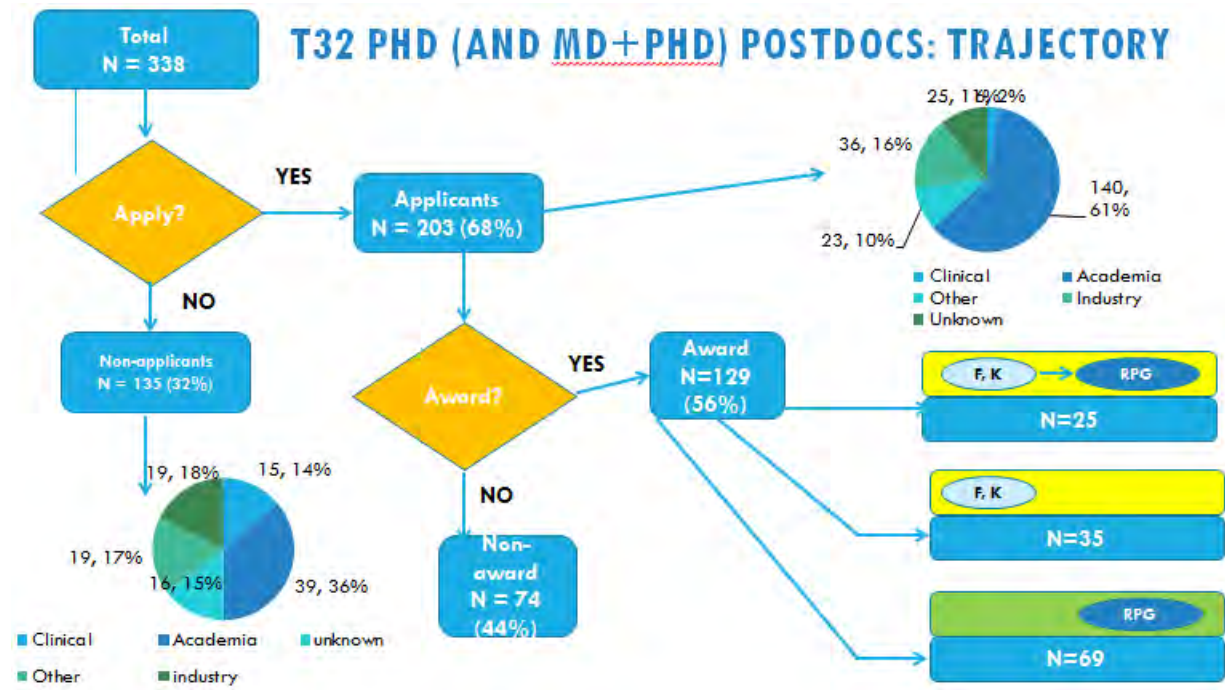 T32 PHD (AND MD+PHD) POSTDOCS: TRAJECTORY
Total
N = 338
Apply?
YES
Applicants
N = 203 (68%)
25, 11%
2%
36, 16%
140,
61%
23, 10%
Clinical
Academia
Other
Industry
Unknown
NO
Non-applicants
N = 135 (32%)
19, 18%
15, 14%
19, 17%
16, 15%
39, 36%
Clinical
Academia
unknown
Other
industry
Award?
YES
Award
N=129
(56%)
NO
Non-
award
N = 74
(44%)
F, K
RPG
N=25
F, K
N=35
RPG
N=69